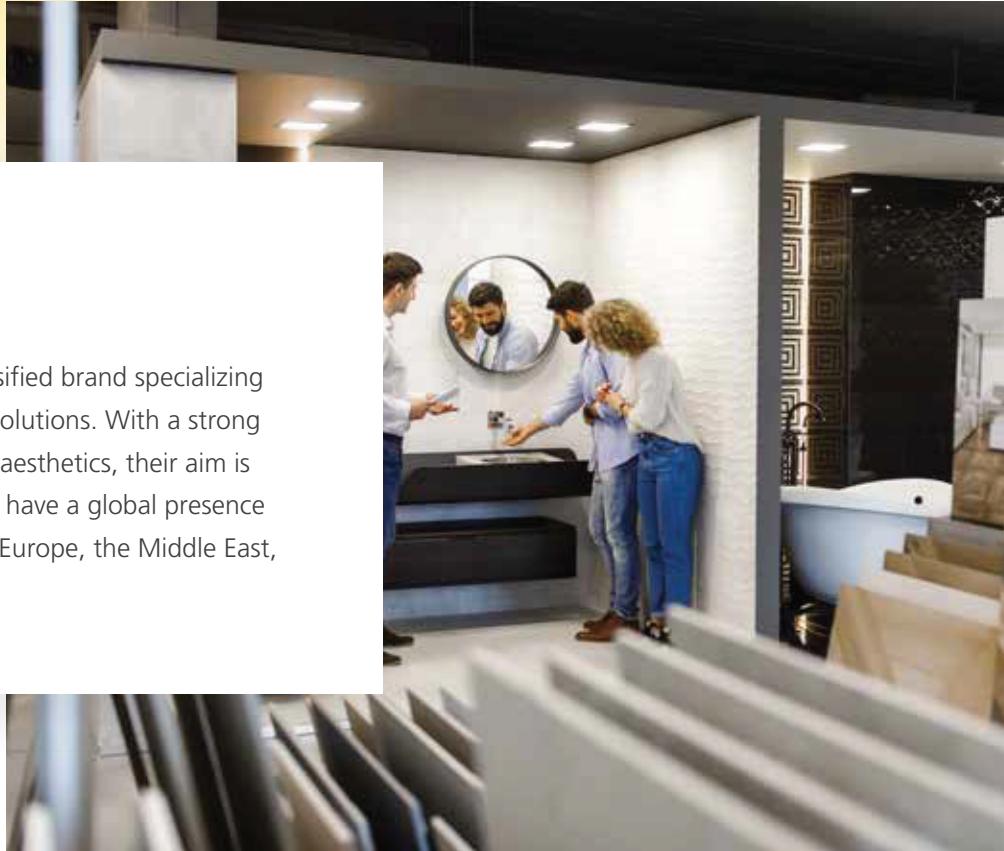 sified brand specializing
olutions. With a strong
aesthetics, their aim is
have a global presence
Europe, the Middle East,